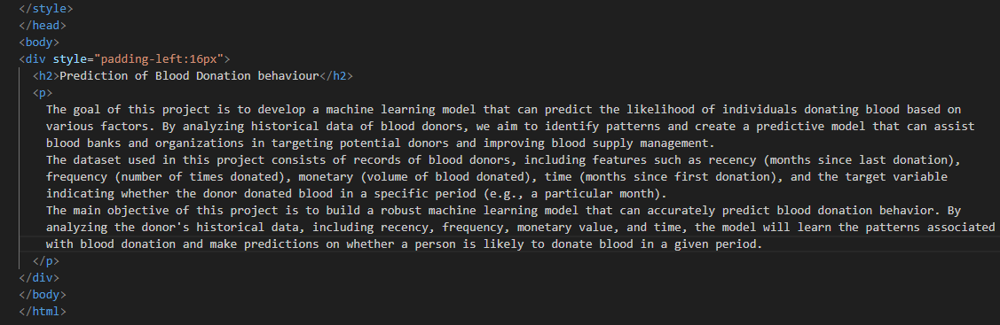 </style>
</head>
<body>
<div style="padding-left:16px">
<h2>Prediction of Blood Donation behaviour</h2>
<p>
The goal of this project is to develop a machine learning model that can predict the likelihood of individuals donating blood based on
various factors. By analyzing historical data of blood donors, we aim to identify patterns and create a predictive model that can assist
blood banks and organizations in targeting potential donors and improving blood supply management.
The dataset used in this project consists of records of blood donors, including features such as recency (months since last donation),
frequency (number of times donated), monetary (volume of blood donated), time (months since first donation), and the target variable
indicating whether the donor donated blood in a specific period (e.g., a particular month).
The main objective of this project is to build a robust machine learning model that can accurately predict blood donation behavior. By
analyzing the donor's historical data, including recency, frequency, monetary value, and time, the model will learn the patterns associated
with blood donation and make predictions on whether a person is likely to donate blood in a given period.
</p>
</div>
</body>
</html>